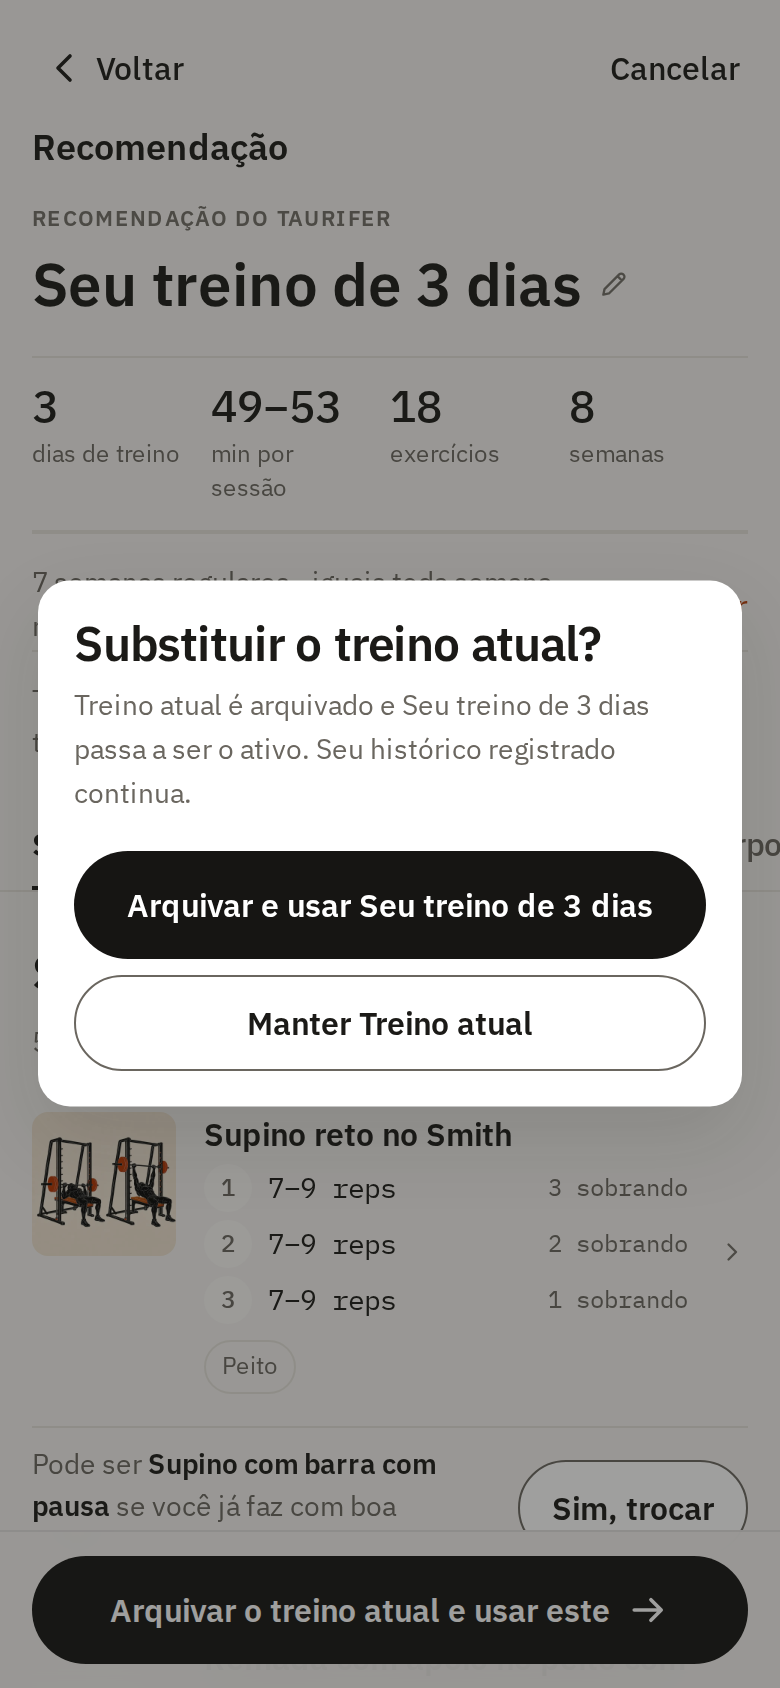 Voltar
Cancelar
Recomendação
RECOMENDAÇÃO DO TAURIFER
Seu treino de 3 dias
3
dias de treino
49–53
min por
sessão
18
exercícios
8
semanas
Substituir o treino atual?
Treino atual é arquivado e Seu treino de 3 dias
passa a ser o ativo. Seu histórico registrado
continua.
Arquivar e usar Seu treino de 3 dias
Manter Treino atual
Supino reto no Smith
1 7–9 reps 3 sobrando
2 7–9 reps 2 sobrando
3 7–9 reps 1 sobrando
Peito
Pode ser Supino com barra com
pausa se você já faz com boa
Sim, trocar
Arquivar o treino atual e usar este